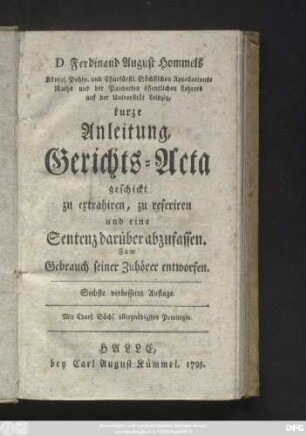 D Ferdinand August Hommels
Königl. Pohln. und Churfürstl. Sächsischen Appellations
Raths und der Pandecten öffentlichen Lehrers
auf der Universität Leipzig,
kurze
Anleitung,
Gerichts-Acta
geschickt
zu extrahiren, zu referiren
und eine
Sentenz darüber abzufassen.
Zum
Gebrauch seiner Zuhörer entworfen.
Sechste verbesserte Auflage.
Mit Churf. Sächs. allergnädigstem Privilegio.
HALLE,
bey Carl August Kümmel. 1795.